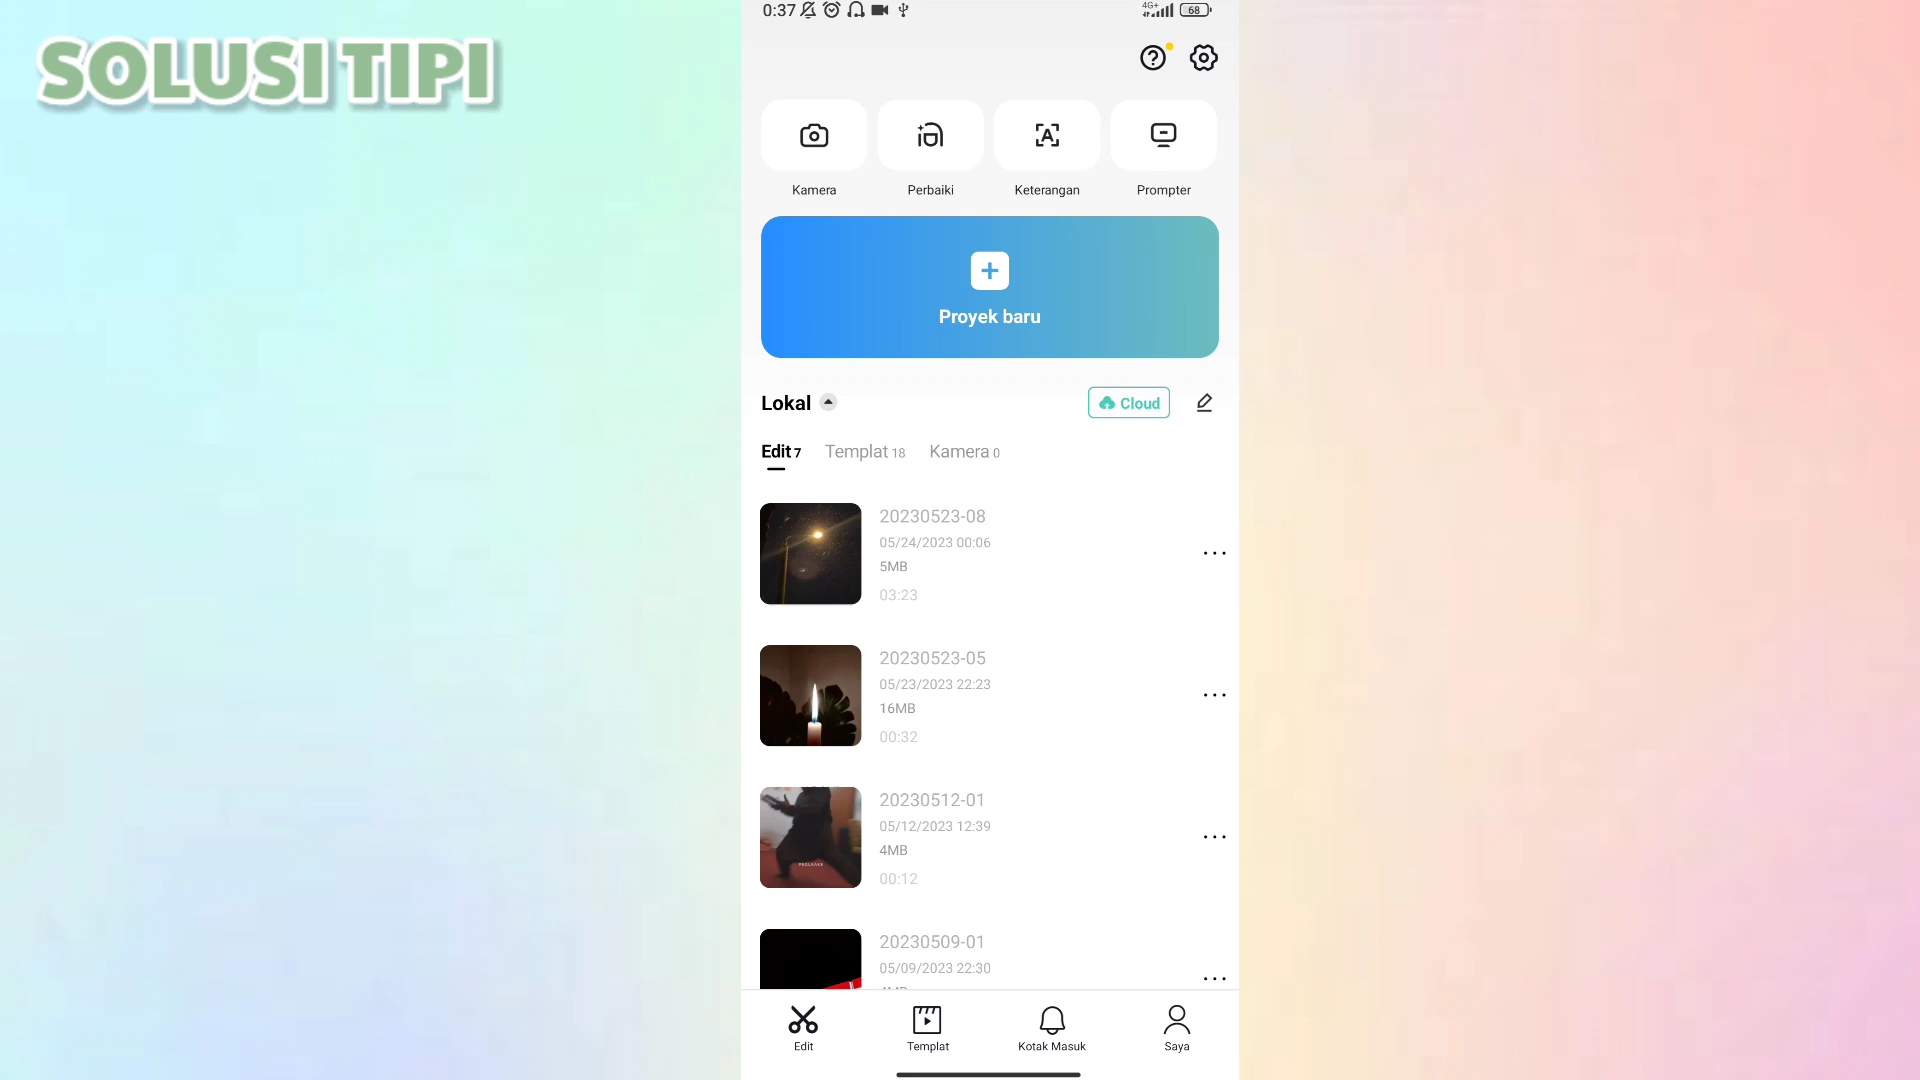 SOLUSI TIPI
0:37
4G+
68
Kamera
Perbaiki
Keterangan
Prompter
Proyek baru
Lokal
Cloud
Edit 7
Templat 18
Kamera 0
20230523-08
05/24/2023 00:06
5MB
03:23
20230523-05
05/23/2023 22:23
16MB
00:32
20230512-01
05/12/2023 12:39
4MB
00:12
20230509-01
05/09/2023 22:30
Edit
Templat
Kotak Masuk
Saya